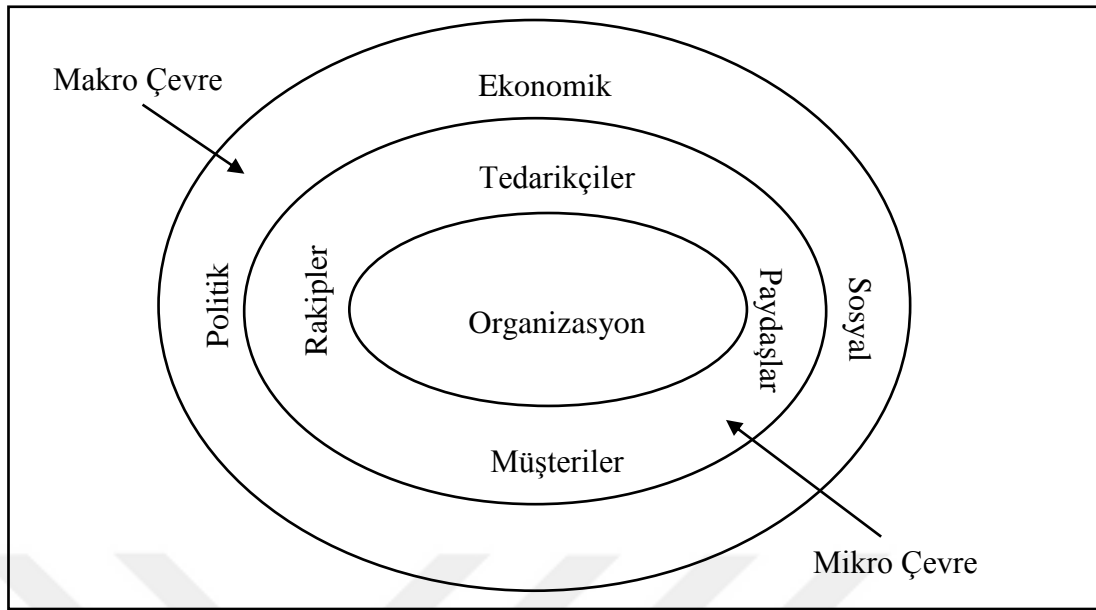 Makro Çevre
Ekonomik
Tedarikçiler
Politik
Rakipler
Organizasyon
Paydaşlar
Sosyal
Müşteriler
Mikro Çevre